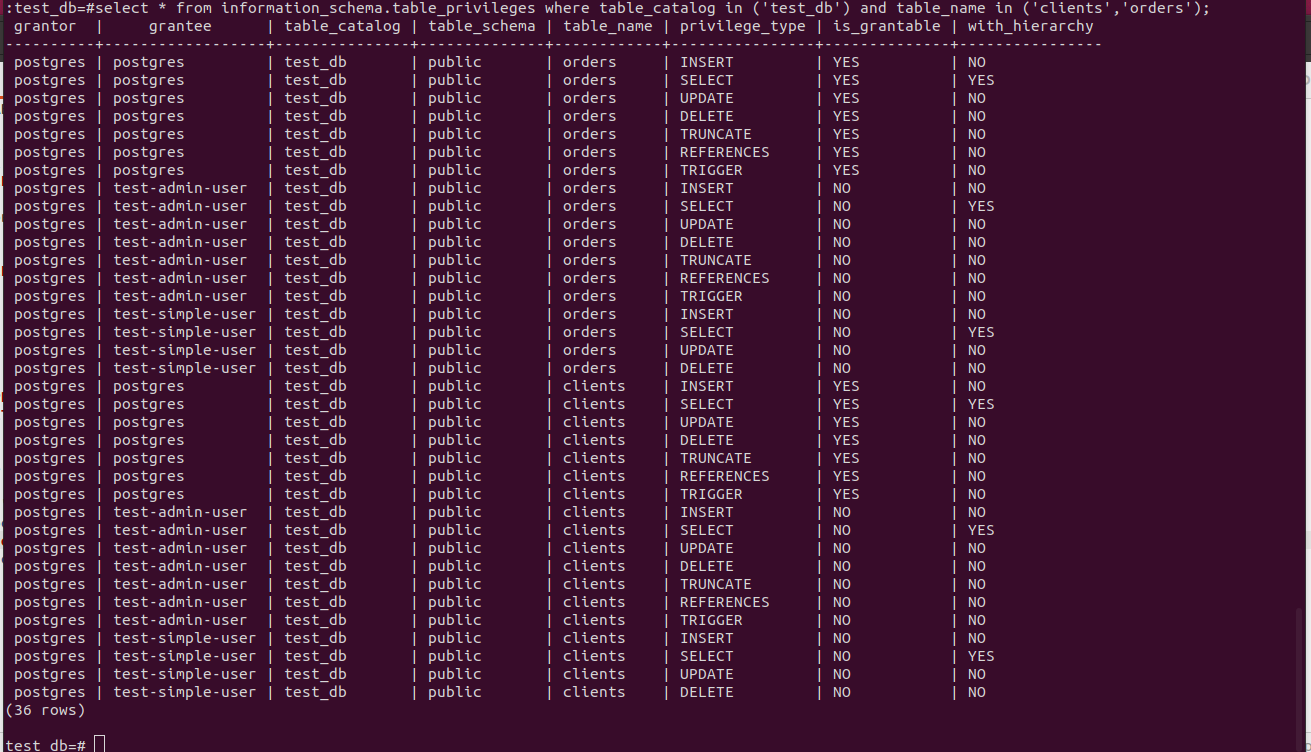 :test_db=#select * from information_schema.table_privileges where table_catalog in ('test_db') and table_name in ('clients','orders');
 grantor  |     grantee      | table_catalog | table_schema | table_name | privilege_type | is_grantable | with_hierarchy
----------+------------------+---------------+--------------+------------+----------------+--------------+----------------
 postgres | postgres         | test_db       | public       | orders     | INSERT         | YES          | NO
 postgres | postgres         | test_db       | public       | orders     | SELECT         | YES          | YES
 postgres | postgres         | test_db       | public       | orders     | UPDATE         | YES          | NO
 postgres | postgres         | test_db       | public       | orders     | DELETE         | YES          | NO
 postgres | postgres         | test_db       | public       | orders     | TRUNCATE       | YES          | NO
 postgres | postgres         | test_db       | public       | orders     | REFERENCES     | YES          | NO
 postgres | postgres         | test_db       | public       | orders     | TRIGGER        | YES          | NO
 postgres | test-admin-user  | test_db       | public       | orders     | INSERT         | NO           | NO
 postgres | test-admin-user  | test_db       | public       | orders     | SELECT         | NO           | YES
 postgres | test-admin-user  | test_db       | public       | orders     | UPDATE         | NO           | NO
 postgres | test-admin-user  | test_db       | public       | orders     | DELETE         | NO           | NO
 postgres | test-admin-user  | test_db       | public       | orders     | TRUNCATE       | NO           | NO
 postgres | test-admin-user  | test_db       | public       | orders     | REFERENCES     | NO           | NO
 postgres | test-admin-user  | test_db       | public       | orders     | TRIGGER        | NO           | NO
 postgres | test-simple-user | test_db       | public       | orders     | INSERT         | NO           | NO
 postgres | test-simple-user | test_db       | public       | orders     | SELECT         | NO           | YES
 postgres | test-simple-user | test_db       | public       | orders     | UPDATE         | NO           | NO
 postgres | test-simple-user | test_db       | public       | orders     | DELETE         | NO           | NO
 postgres | postgres         | test_db       | public       | clients    | INSERT         | YES          | NO
 postgres | postgres         | test_db       | public       | clients    | SELECT         | YES          | YES
 postgres | postgres         | test_db       | public       | clients    | UPDATE         | YES          | NO
 postgres | postgres         | test_db       | public       | clients    | DELETE         | YES          | NO
 postgres | postgres         | test_db       | public       | clients    | TRUNCATE       | YES          | NO
 postgres | postgres         | test_db       | public       | clients    | REFERENCES     | YES          | NO
 postgres | postgres         | test_db       | public       | clients    | TRIGGER        | YES          | NO
 postgres | test-admin-user  | test_db       | public       | clients    | INSERT         | NO           | NO
 postgres | test-admin-user  | test_db       | public       | clients    | SELECT         | NO           | YES
 postgres | test-admin-user  | test_db       | public       | clients    | UPDATE         | NO           | NO
 postgres | test-admin-user  | test_db       | public       | clients    | DELETE         | NO           | NO
 postgres | test-admin-user  | test_db       | public       | clients    | TRUNCATE       | NO           | NO
 postgres | test-admin-user  | test_db       | public       | clients    | REFERENCES     | NO           | NO
 postgres | test-admin-user  | test_db       | public       | clients    | TRIGGER        | NO           | NO
 postgres | test-simple-user | test_db       | public       | clients    | INSERT         | NO           | NO
 postgres | test-simple-user | test_db       | public       | clients    | SELECT         | NO           | YES
 postgres | test-simple-user | test_db       | public       | clients    | UPDATE         | NO           | NO
 postgres | test-simple-user | test_db       | public       | clients    | DELETE         | NO           | NO
(36 rows)
test_db=#